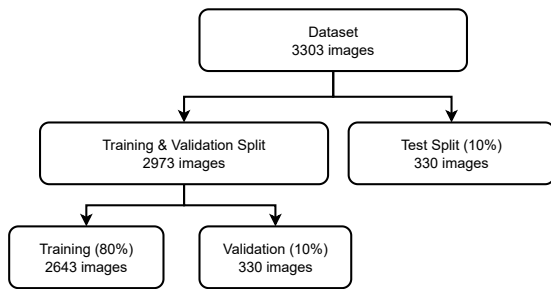 Dataset
3303 images
Training & Validation Split
2973 images
Test Split (10%)
330 images
Training (80%)
2643 images
Validation (10%)
330 images